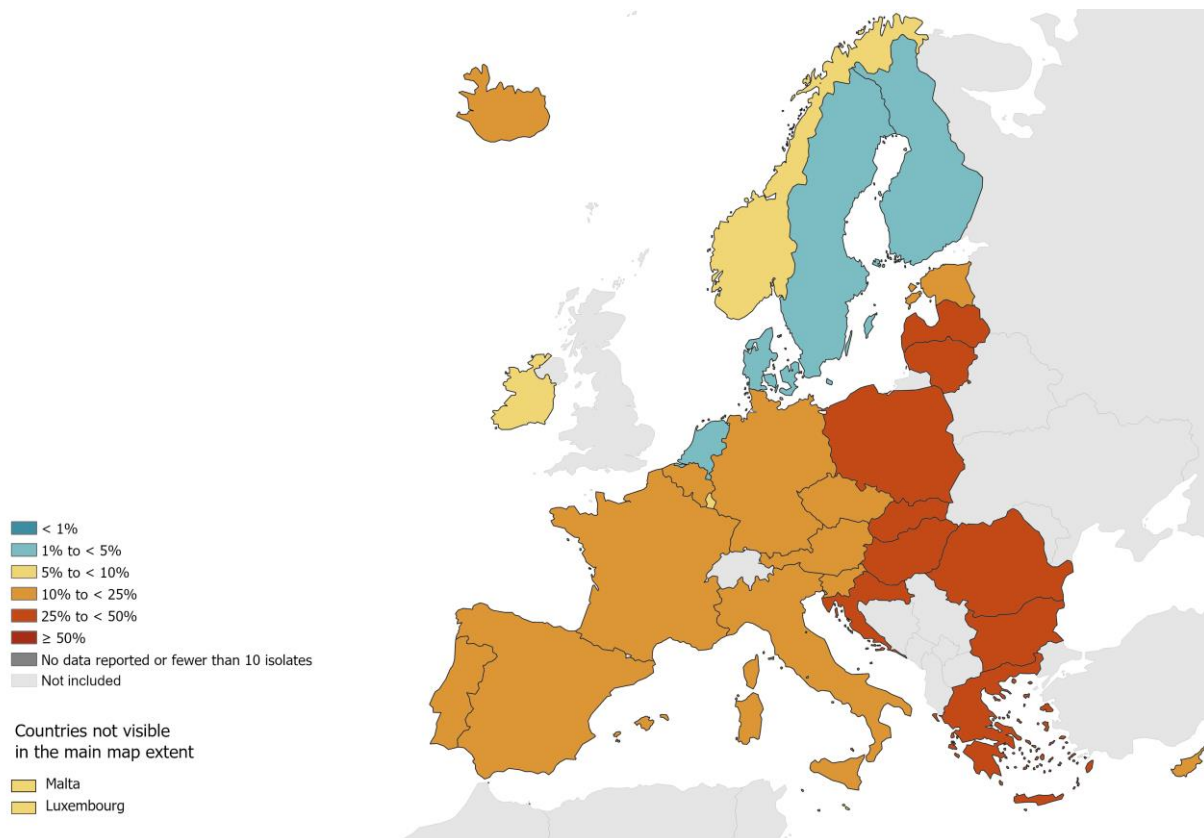 < 1%
1% to < 5%
5% to < 10%
10% to < 25%
25% to < 50%
≥ 50%
No data reported or fewer than 10 isolates
Not included
Countries not visible
in the main map extent
Malta
Luxembourg